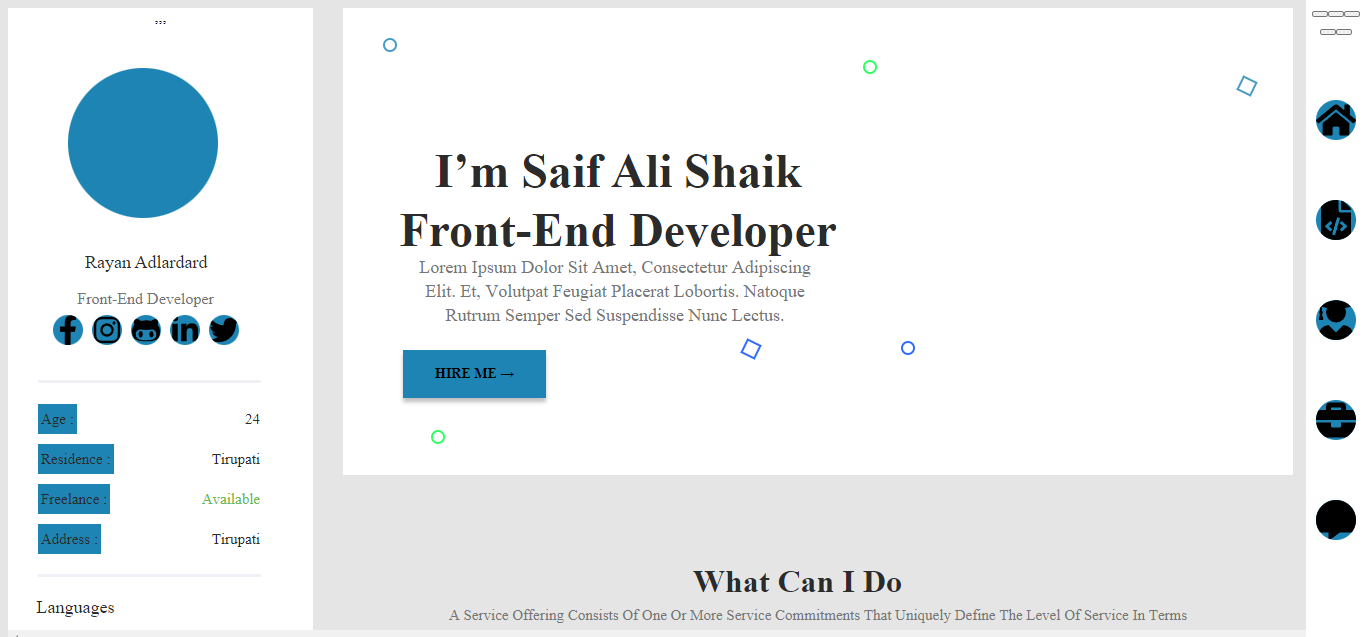 Rayan Adlardard
Front-End Developer
Age :
24
Residence :
Tirupati
Freelance :
Available
Address :
Tirupati
Languages
I’m Saif Ali Shaik
Front-End Developer
Lorem Ipsum Dolor Sit Amet, Consectetur Adipiscing
Elit. Et, Volutpat Feugiat Placerat Lobortis. Natoque
Rutrum Semper Sed Suspendisse Nunc Lectus.
HIRE ME →
What Can I Do
A Service Offering Consists Of One Or More Service Commitments That Uniquely Define The Level Of Service In Terms